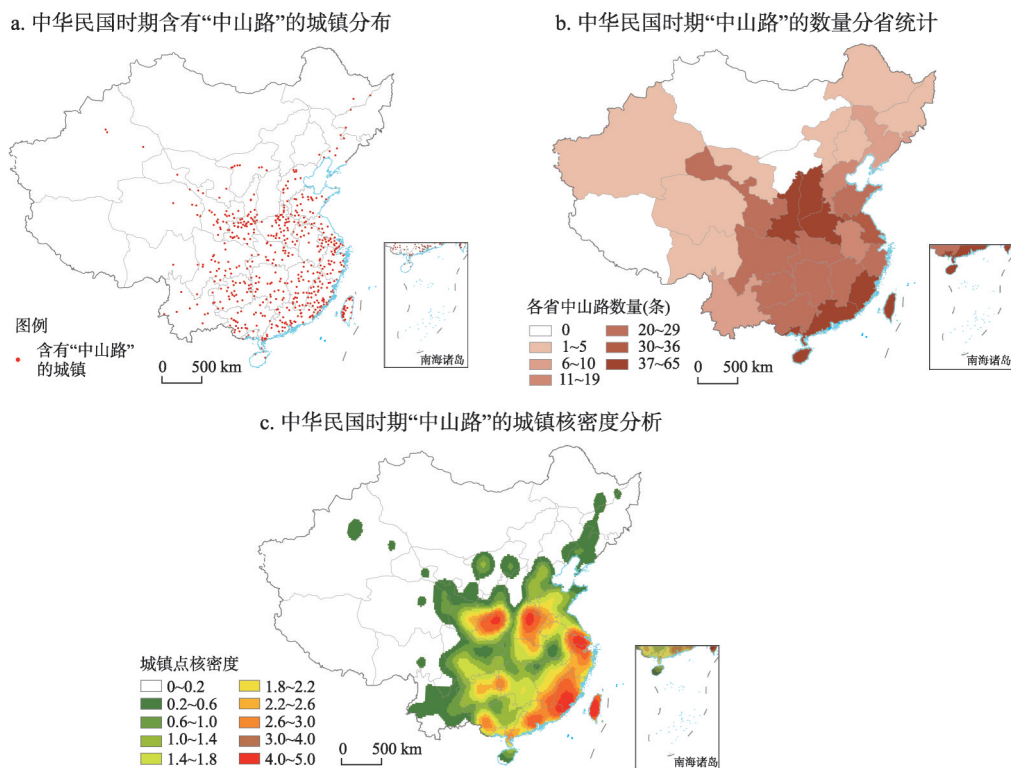 a. 中华民国时期含有“中山路”的城镇分布
图例
含有“中山路”
的城镇
0 500 km
南海诸岛
b. 中华民国时期“中山路”的数量分省统计
各省中山路数量(条)
0
1~5
6~10
11~19
20~29
30~36
37~65
0 500 km
南海诸岛
c. 中华民国时期“中山路”的城镇核密度分析
城镇点核密度
0~0.2
0.2~0.6
0.6~1.0
1.0~1.4
1.4~1.8
1.8~2.2
2.2~2.6
2.6~3.0
3.0~4.0
4.0~5.0
0 500 km
南海诸岛